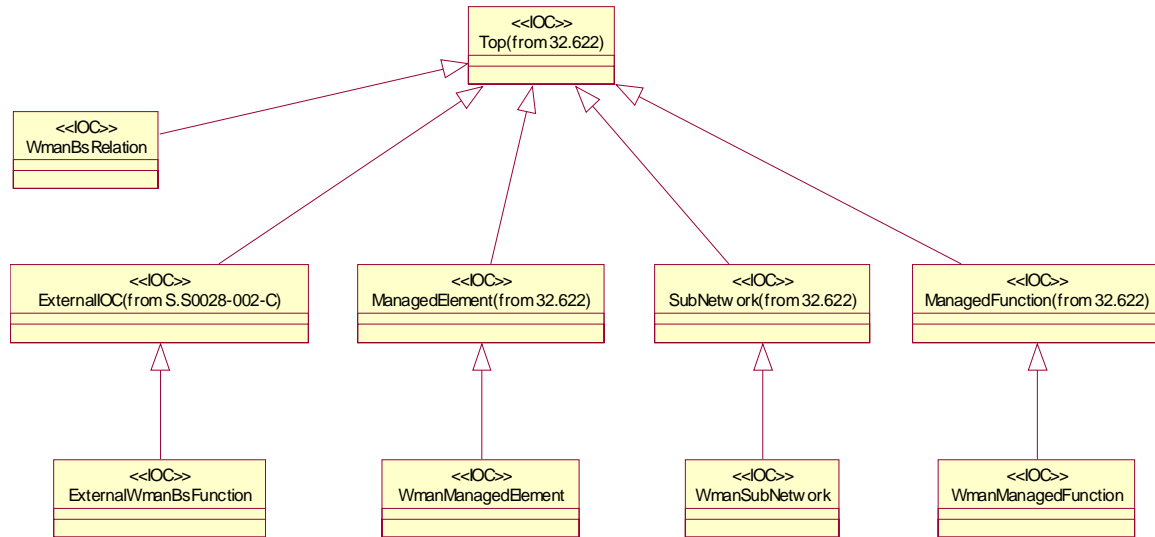 <<IOC>>
Top(from 32.622)
<<IOC>>
WmanBsRelation
<<IOC>>
ExternalIOC(from S.S0028-002-C)
<<IOC>>
ManagedElement(from 32.622)
<<IOC>>
SubNetwork(from 32.622)
<<IOC>>
ManagedFunction(from 32.622)
<<IOC>>
ExternalWmanBsFunction
<<IOC>>
WmanManagedElement
<<IOC>>
WmanSubNetwork
<<IOC>>
WmanManagedFunction